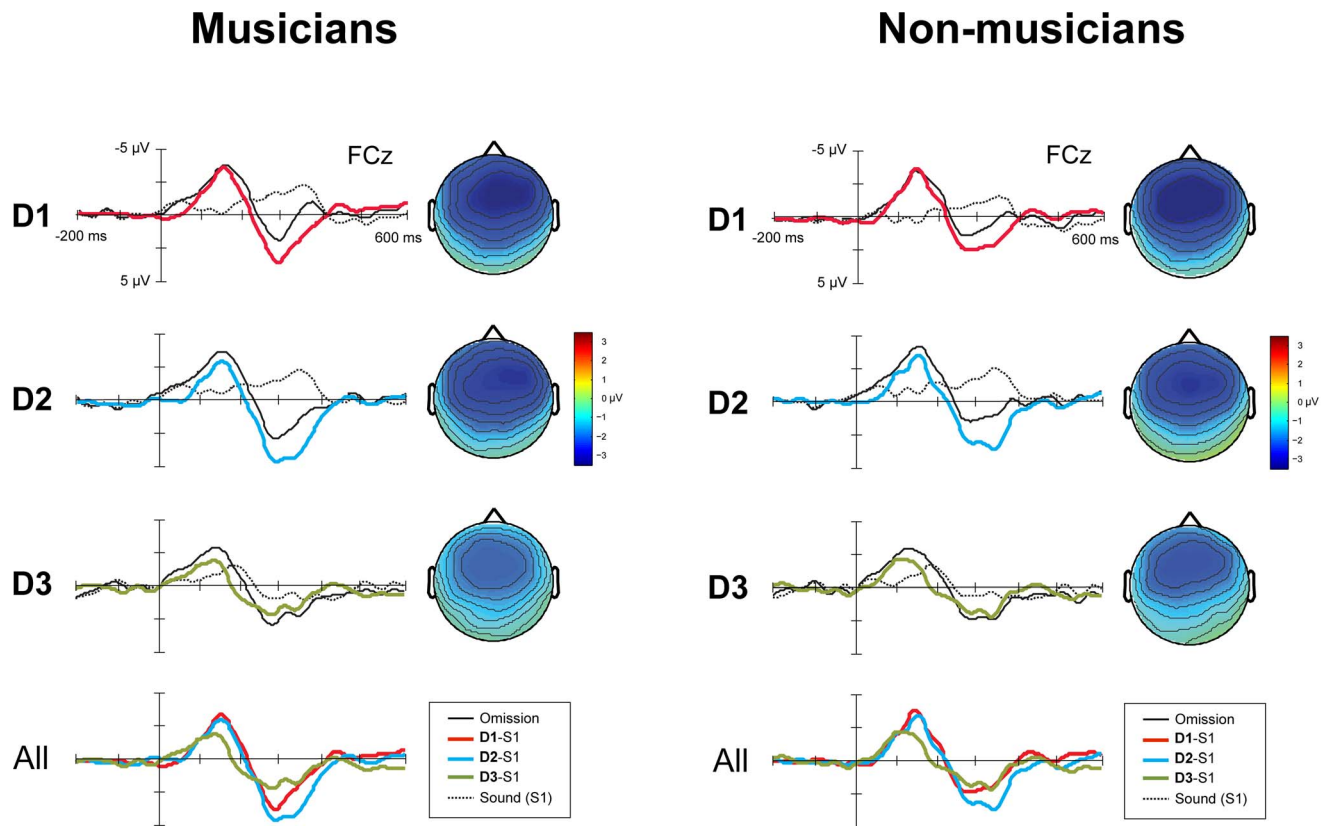 Musicians
Non-musicians
-5 µV
FCz
D1
-200 ms
600 ms
5 µV
-5 µV
FCz
D1
-200 ms
600 ms
5 µV
D2
3
2
1
0 µV
−1
−2
−3
D2
3
2
1
0 µV
−1
−2
−3
D3
D3
All
Omission
D1-S1
D2-S1
D3-S1
Sound (S1)
All
Omission
D1-S1
D2-S1
D3-S1
Sound (S1)